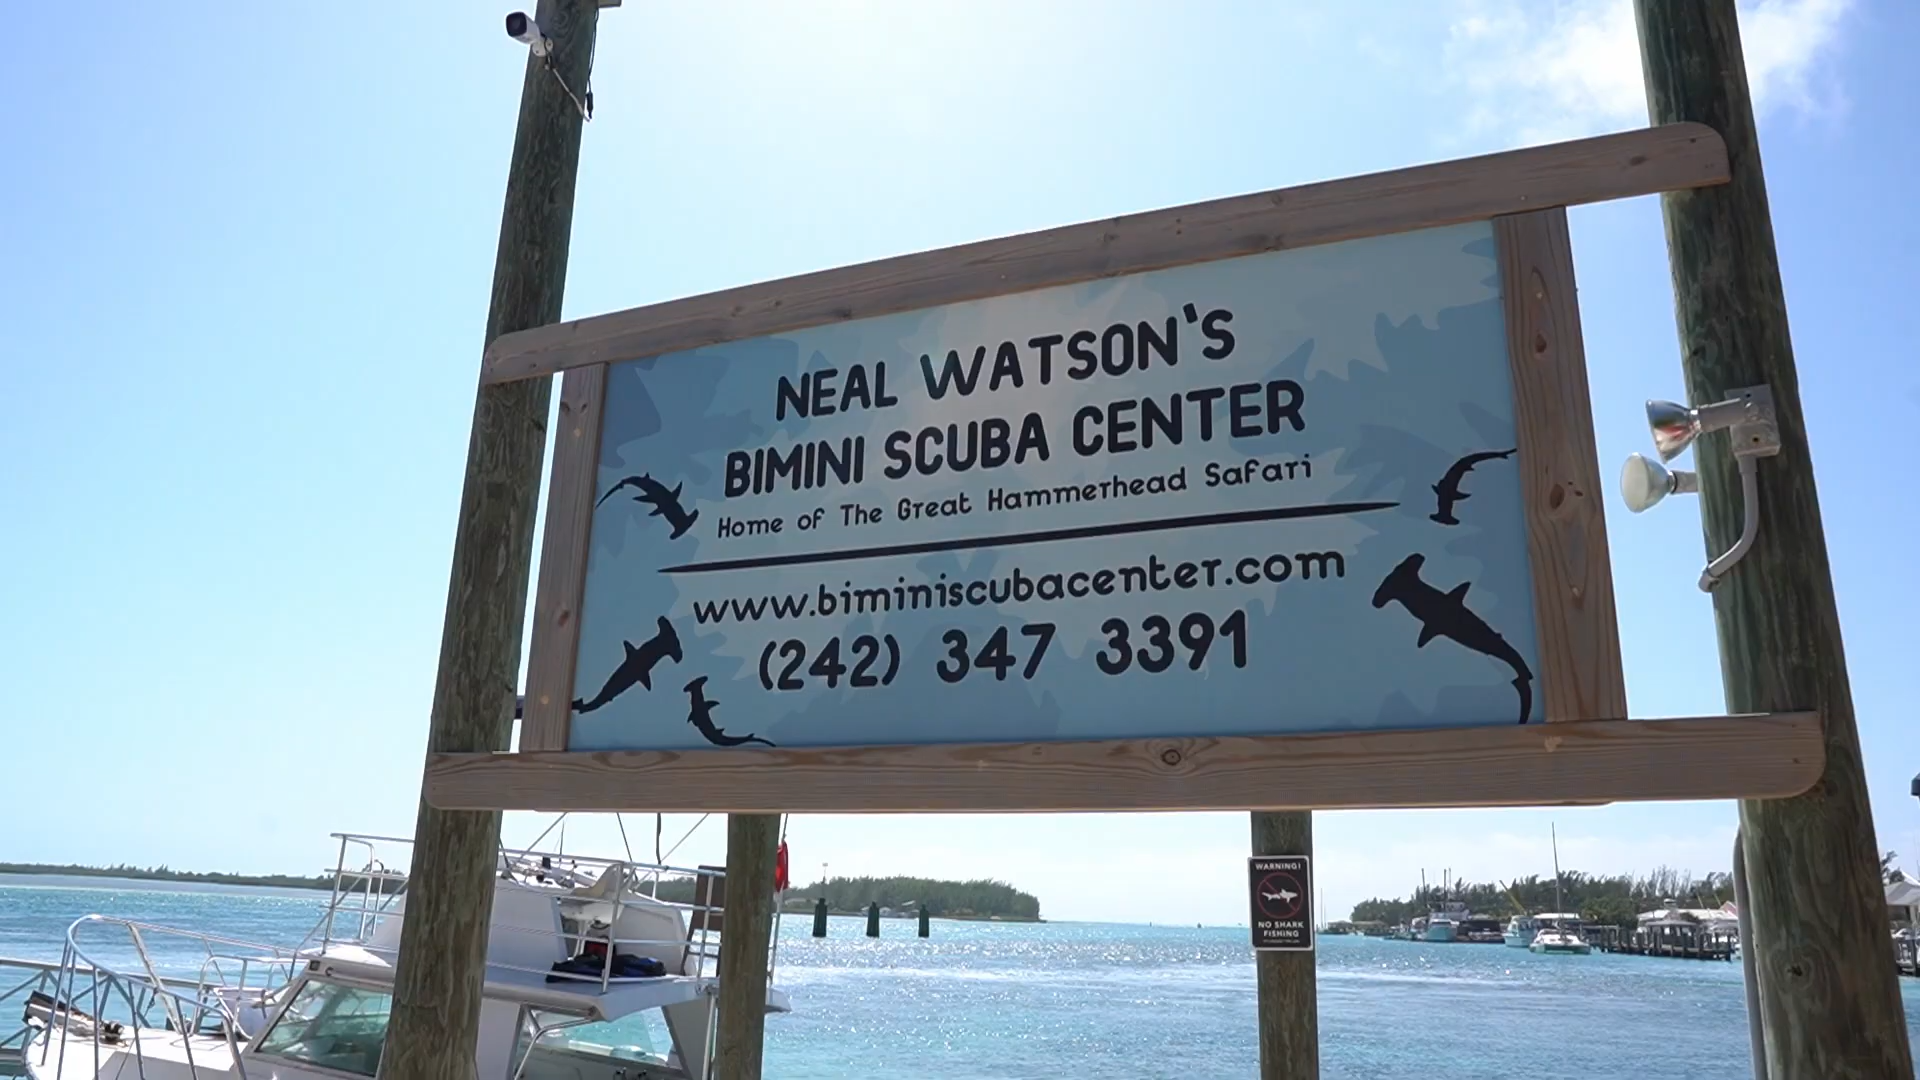 NEAL WATSON'S
BIMINI SCUBA CENTER
Home of The Great Hammerhead Safari
www.biminiscubacenter.com
(242) 347 3391
WARNING!
NO SHARK
FISHING